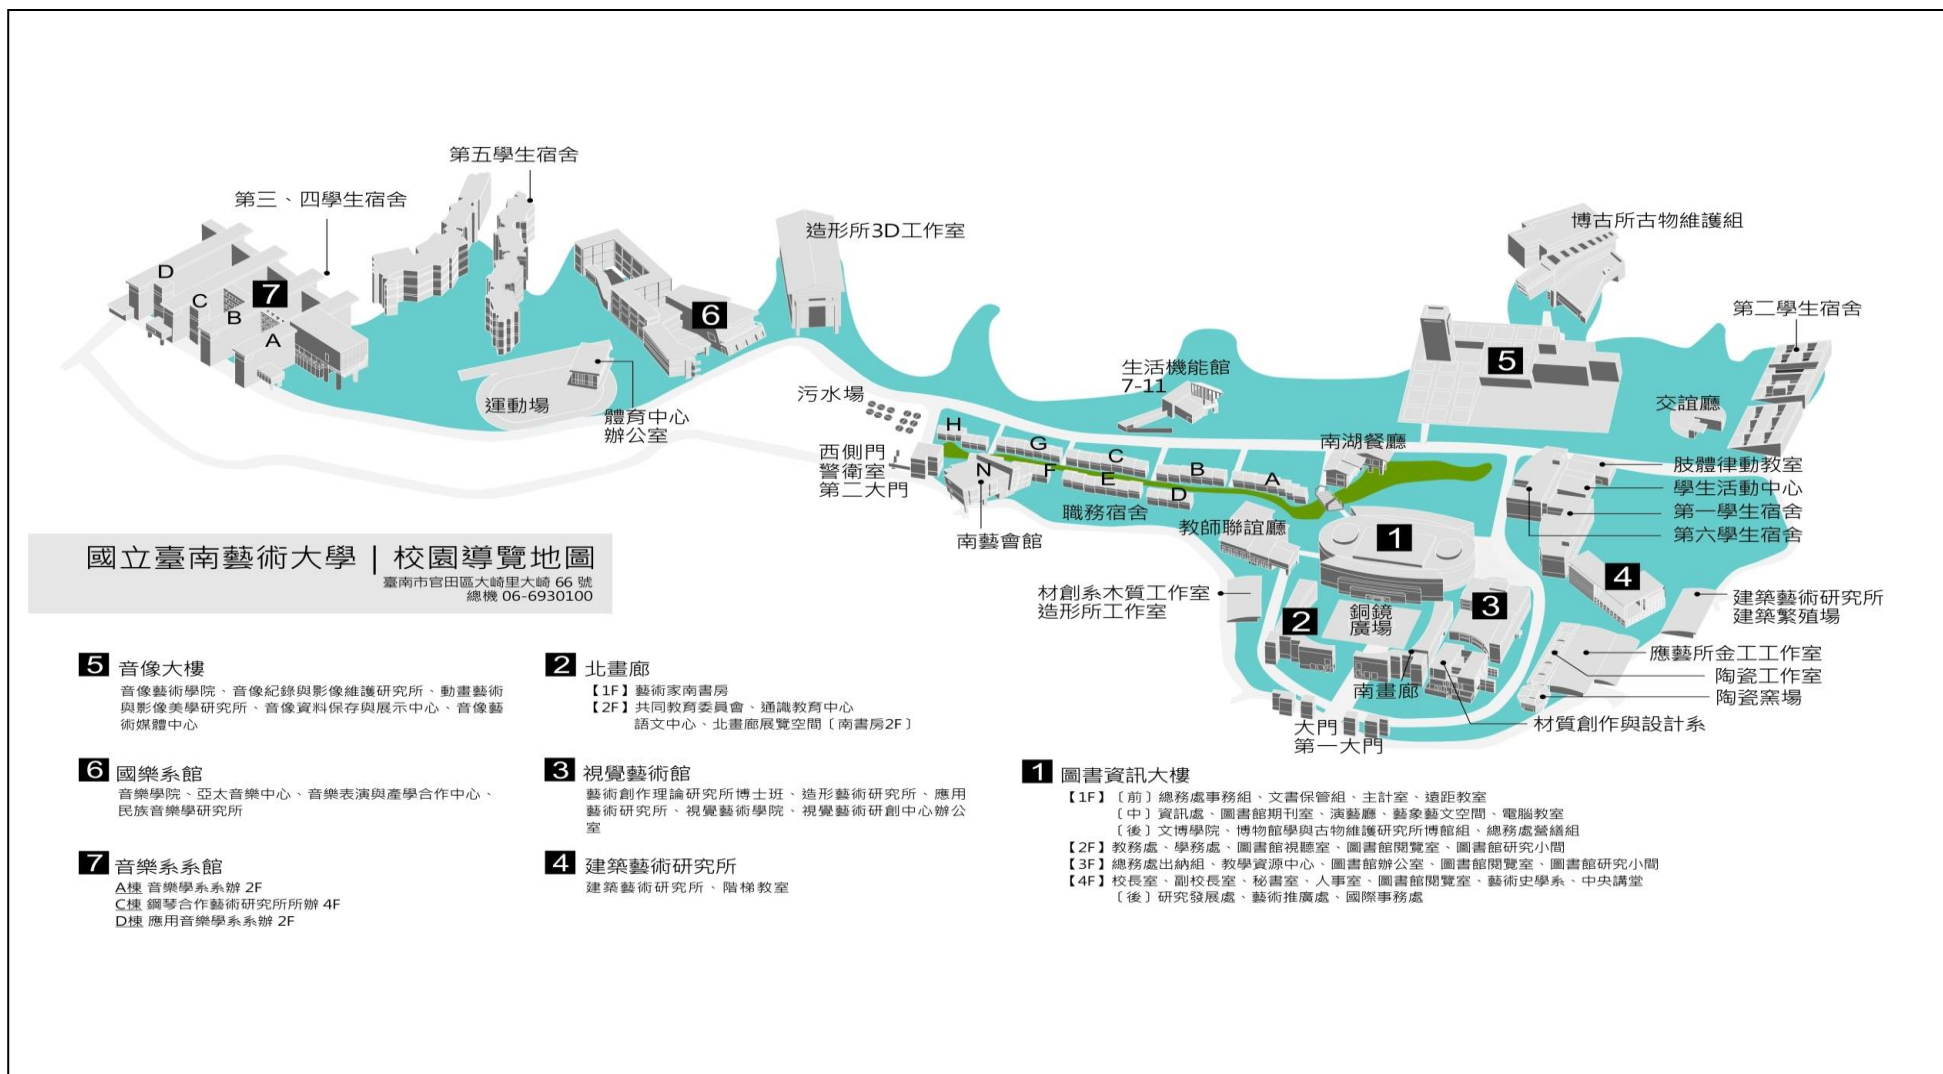 第五學生宿舍
第三、四學生宿舍
造形所3D工作室
博古所古物維護組
D
C
7
B
A
6
第二學生宿舍
5
生活機能館
7-11
污水場
運動場
體育中心
辦公室
交誼廳
H
G
C
B
A
N
F
E
D
南湖餐廳
西側門
警衛室
第二大門
職務宿舍
南藝會館
教師聯誼廳
1
肢體律動教室
學生活動中心
第一學生宿舍
第六學生宿舍
4
材創系木質工作室
造形所工作室
銅鏡
廣場
2
3
建築藝術研究所
建築繁殖場
應藝所金工工作室
陶瓷工作室
陶瓷窯場
南畫廊
材質創作與設計系
大門
第一大門
國立臺南藝術大學 | 校園導覽地圖
臺南市官田區大崎里大崎 66 號
總機 06-6930100
5 音像大樓
音像藝術學院、音像紀錄與影像維護研究所、動畫藝術
與影像美學研究所、音像資料保存與展示中心、音像藝
術媒體中心
6 國樂系館
音樂學院、亞太音樂中心、音樂表演與產學合作中心、
民族音樂學研究所
7 音樂系系館
A棟 音樂學系系辦 2F
C棟 鋼琴合作藝術研究所所辦 4F
D棟 應用音樂學系系辦 2F
2 北畫廊
【1F】藝術家南書房
【2F】共同教育委員會、通識教育中心
語文中心、北畫廊展覽空間〔南書房2F〕
3 視覺藝術館
藝術創作理論研究所博士班、造形藝術研究所、應用
藝術研究所、視覺藝術學院、視覺藝術研創中心辦公
室
4 建築藝術研究所
建築藝術研究所、階梯教室
1 圖書資訊大樓
【1F】〔前〕總務處事務組、文書保管組、主計室、遠距教室
〔中〕資訊處、圖書館期刊室、演藝廳、藝象藝文空間、電腦教室
〔後〕文博學院、博物館學與古物維護研究所博館組、總務處營繕組
【2F】教務處、學務處、圖書館視聽室、圖書館閱覽室、圖書館研究小間
【3F】總務處出納組、教學資源中心、圖書館辦公室、圖書館閱覽室、圖書館研究小間
【4F】校長室、副校長室、秘書室、人事室、圖書館閱覽室、藝術史學系、中央講堂
〔後〕研究發展處、藝術推廣處、國際事務處